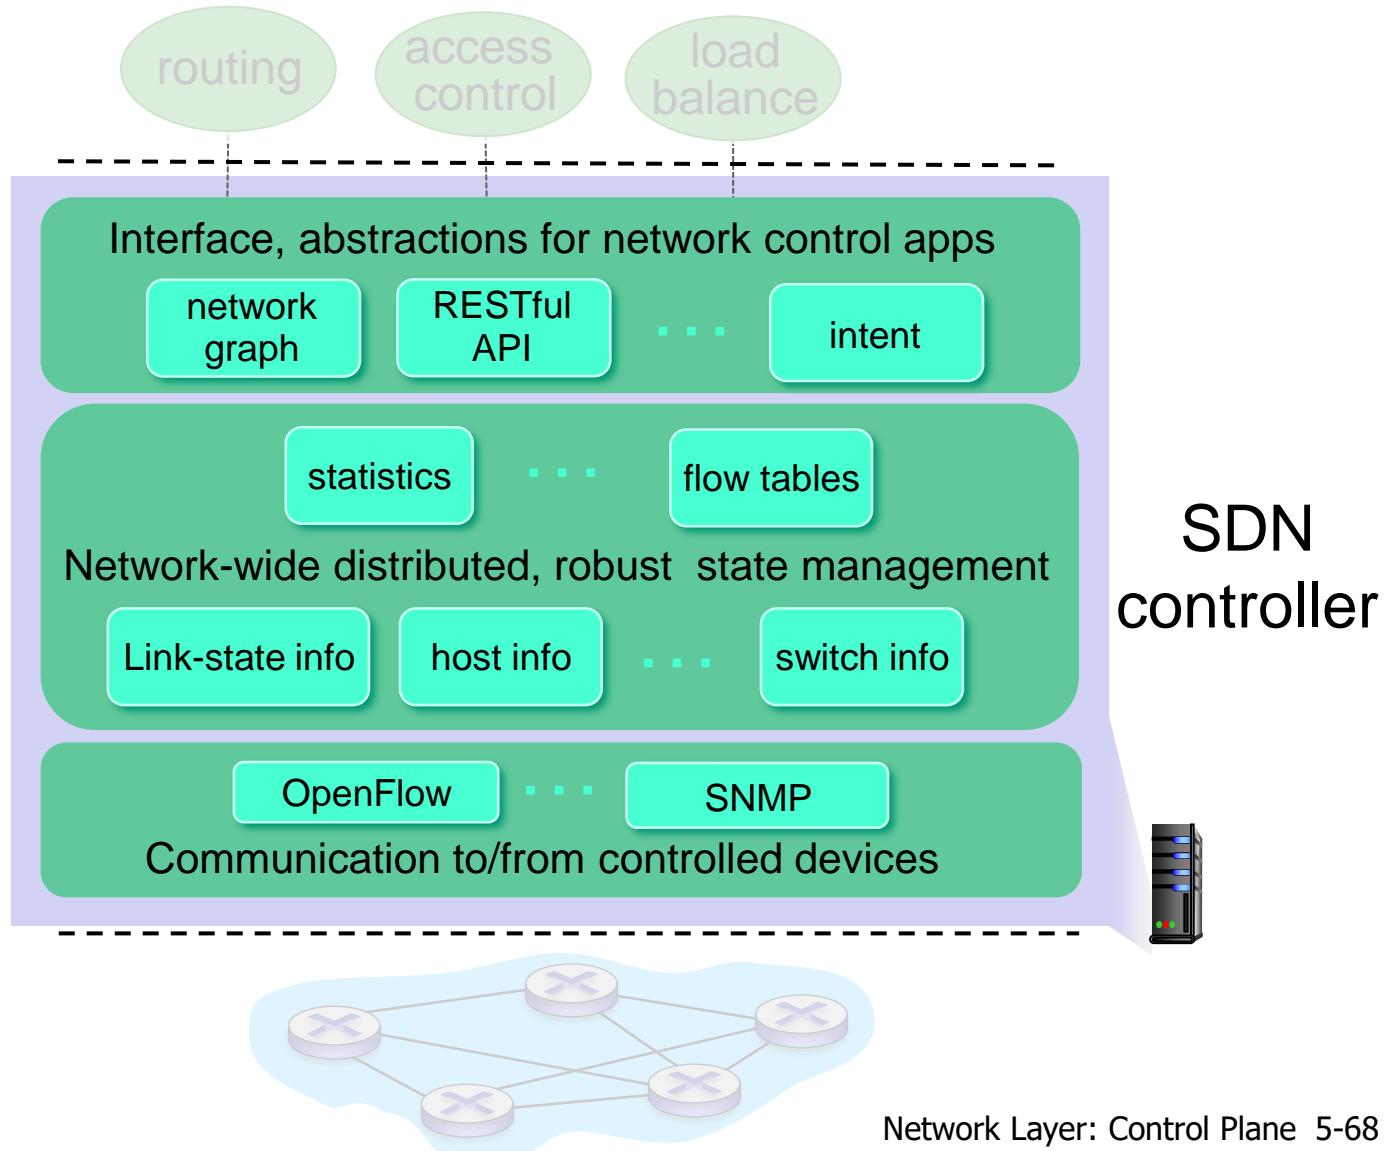 routing
access
control
load
balance
Interface, abstractions for network control apps
network
graph
RESTful
API
. . .
intent
statistics
. . .
flow tables
Network-wide distributed, robust  state management
Link-state info
host info
. . .
switch info
OpenFlow
. . .
SNMP
Communication to/from controlled devices
SDN
controller
Network Layer: Control Plane  5-68